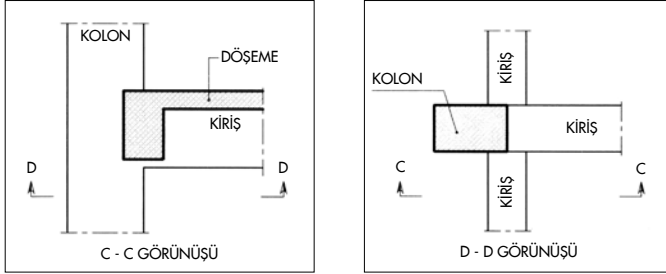 KOLON
DÖŞEME
KİRİŞ
D
D
C - C GÖRÜNÜŞÜ
KİRİŞ
KOLON
KİRİŞ
C
C
KİRİŞ
D - D GÖRÜNÜŞÜ